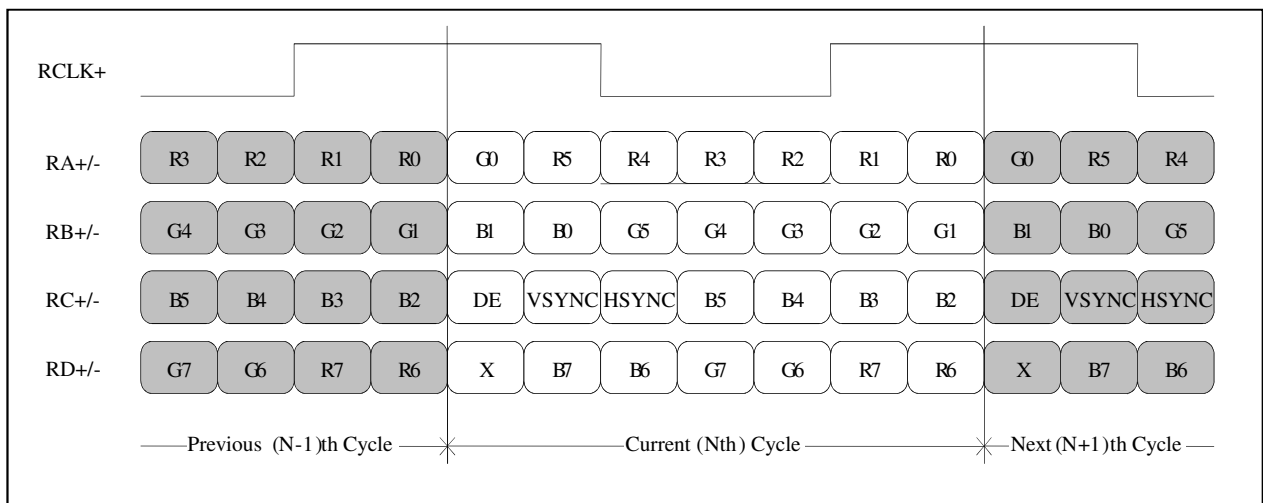 RCLK+
RA+/- R3 R2 R1 R0 G0 R5 R4 R3 R2 R1 R0 G0 R5 R4
RB+/- G4 G3 G2 G1 B1 B0 G5 G4 G3 G2 G1 B1 B0 G5
RC+/- B5 B4 B3 B2 DE VSYNC HSYNC B5 B4 B3 B2 DE VSYNC HSYNC
RD+/- G7 G6 R7 R6 X B7 B6 G7 G6 R7 R6 X B7 B6
Previous (N-1)th Cycle Current (Nth) Cycle Next (N+1)th Cycle